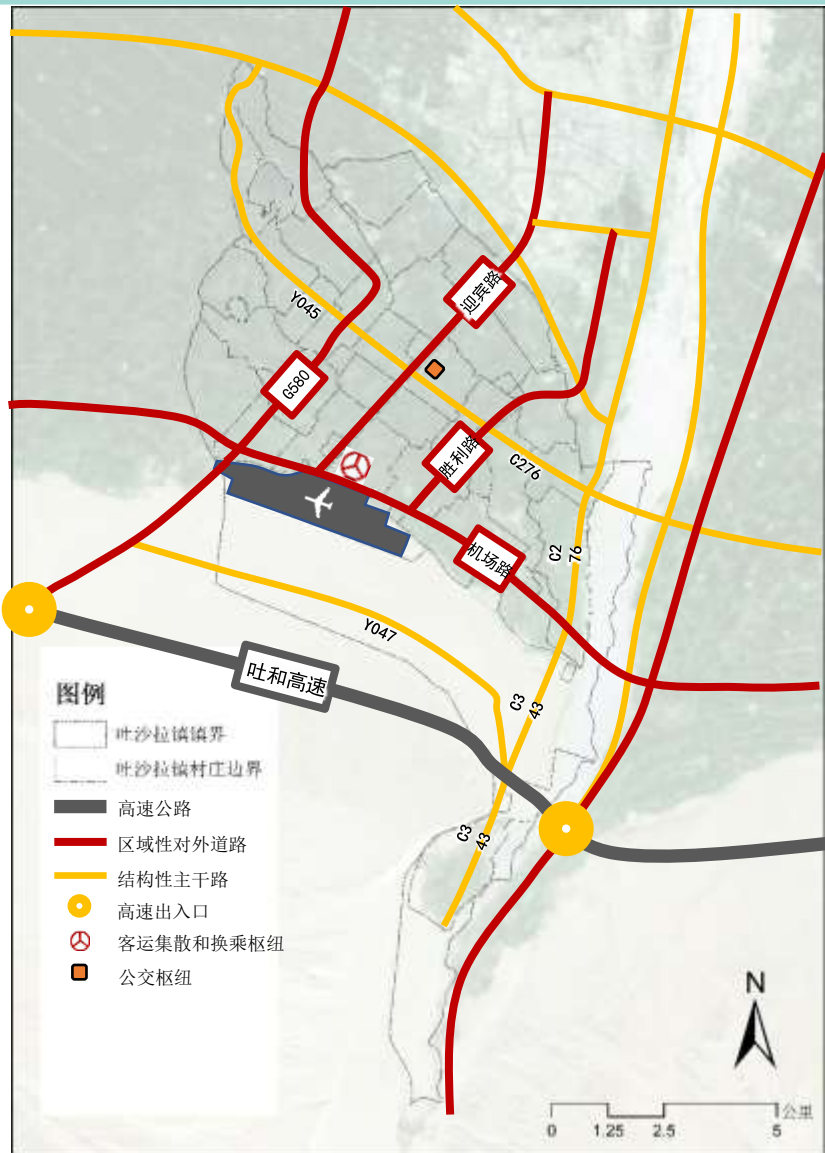 迎宾路
Y045
G580
胜利路
C276
C2
76
机场路
Y047
吐和高速
C3
43
C3
43
图例
吐沙拉镇镇界
吐沙拉镇村庄边界
高速公路
区域性对外道路
结构性主干路
高速出入口
客运集散和换乘枢纽
公交枢纽
N
公里
0 1.25 2.5 5